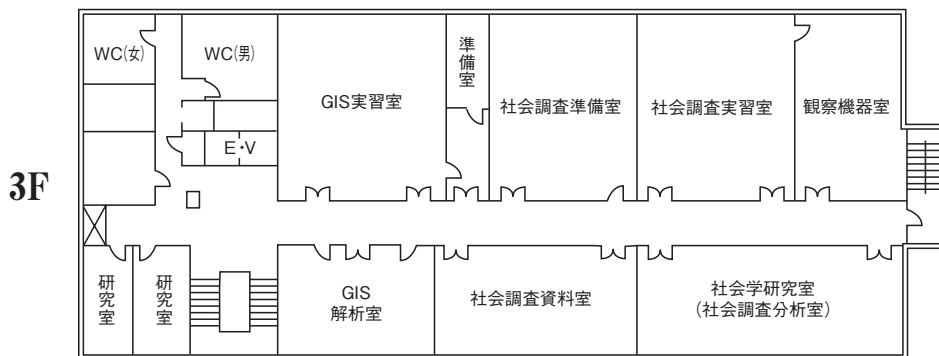 3F
WC(女)
WC(男)
GIS実習室
準備室
社会調査準備室
社会調査実習室
観察機器室
E・V
研究室
研究室
GIS
解析室
社会調査資料室
社会学研究室
(社会調査分析室)